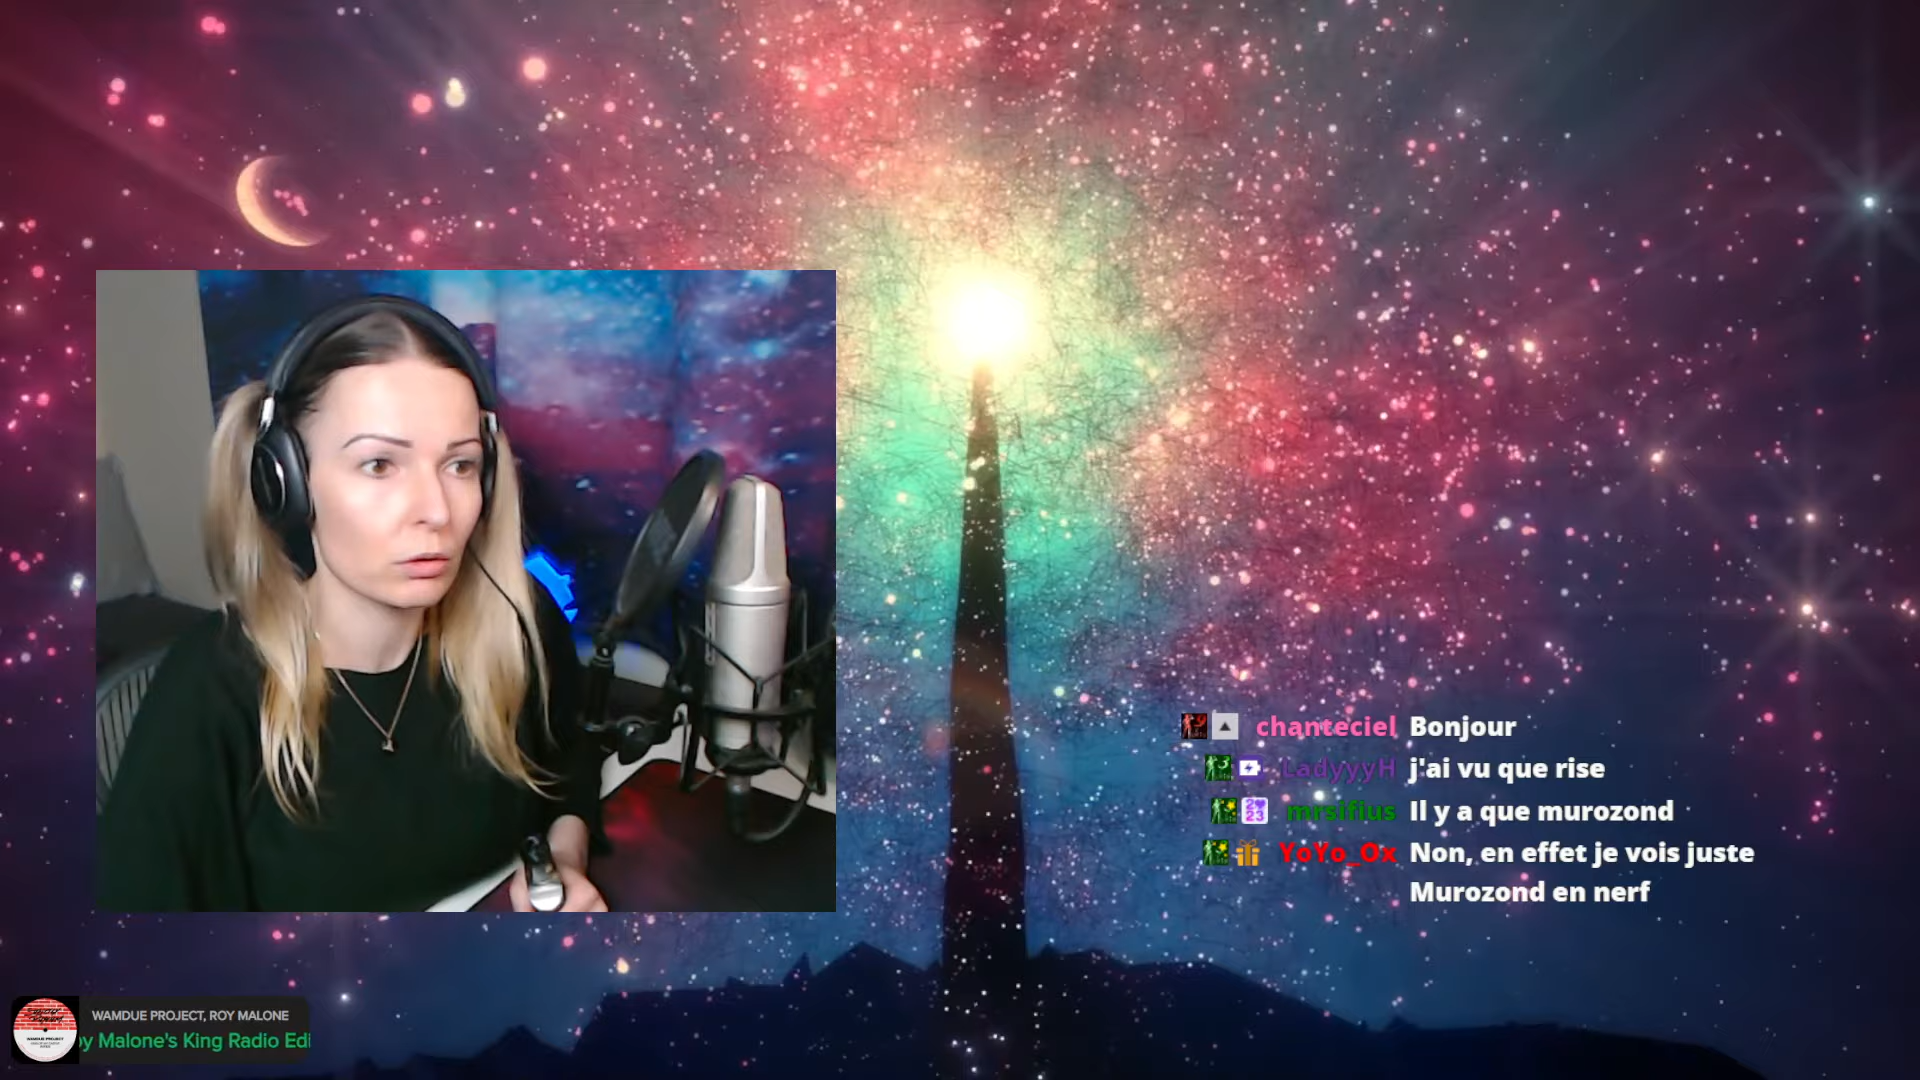 chanteciel Bonjour
LadyyyH j'ai vu que rise
mrsifius Il y a que murozond
YoYo_Ox Non, en effet je vois juste
Murozond en nerf
WAMDUE PROJECT, ROY MALONE
oy Malone's King Radio Edi